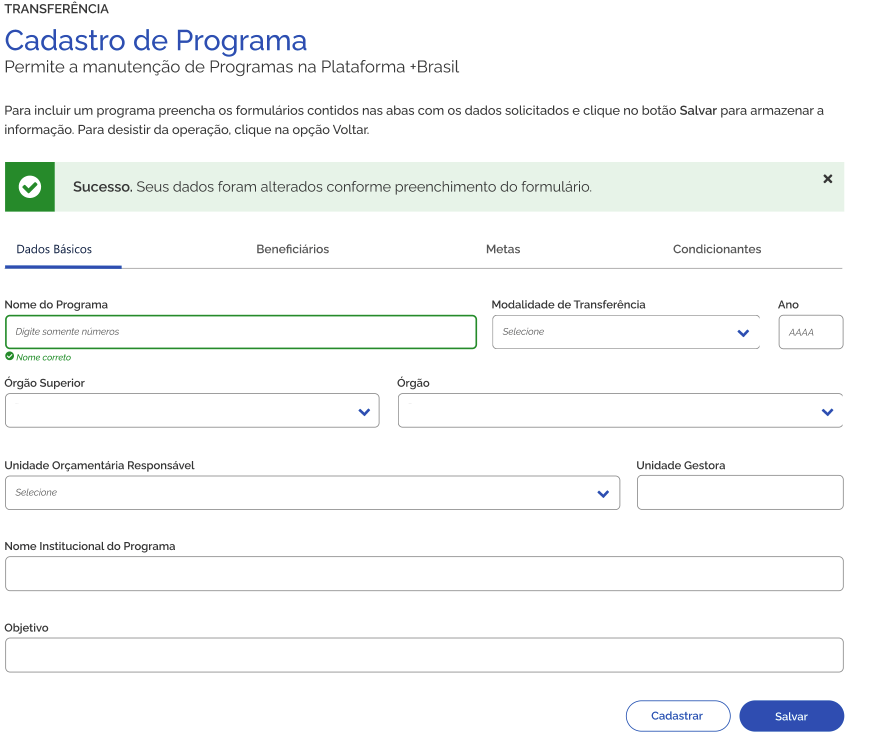 TRANSFERÊNCIA
Cadastro de Programa
Permite a manutenção de Programas na Plataforma +Brasil
Para incluir um programa preencha os formulários contidos nas abas com os dados solicitados e clique no botão Salvar para armazenar a
informação. Para desistir da operação, clique na opção Voltar.
Sucesso. Seus dados foram alterados conforme preenchimento do formulário.
Dados Básicos Beneficiários Metas Condicionantes
Nome do Programa Modalidade de Transferência Ano
Digite somente números Selecione AAAA
Nome correto
Órgão Superior Órgão
Unidade Orçamentária Responsável Unidade Gestora
Selecione
Nome Institucional do Programa
Objetivo
Cadastrar Salvar